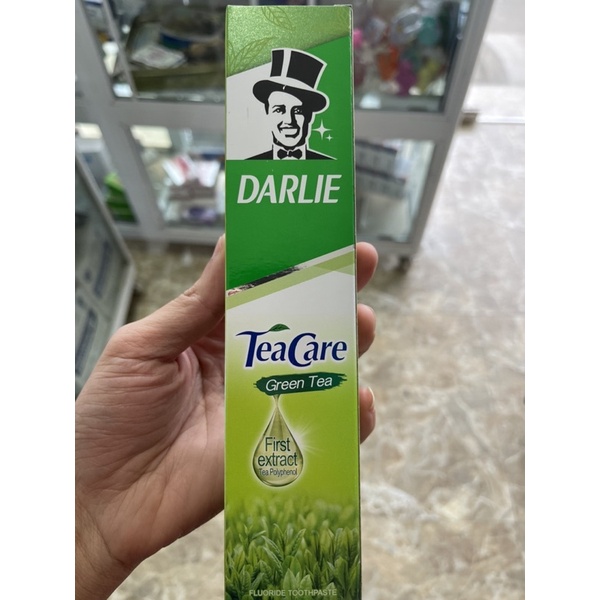 DARLIE
TeaCare
Green Tea
First
extract
Tea Polyphenol
FLUORIDE TOOTHPASTE